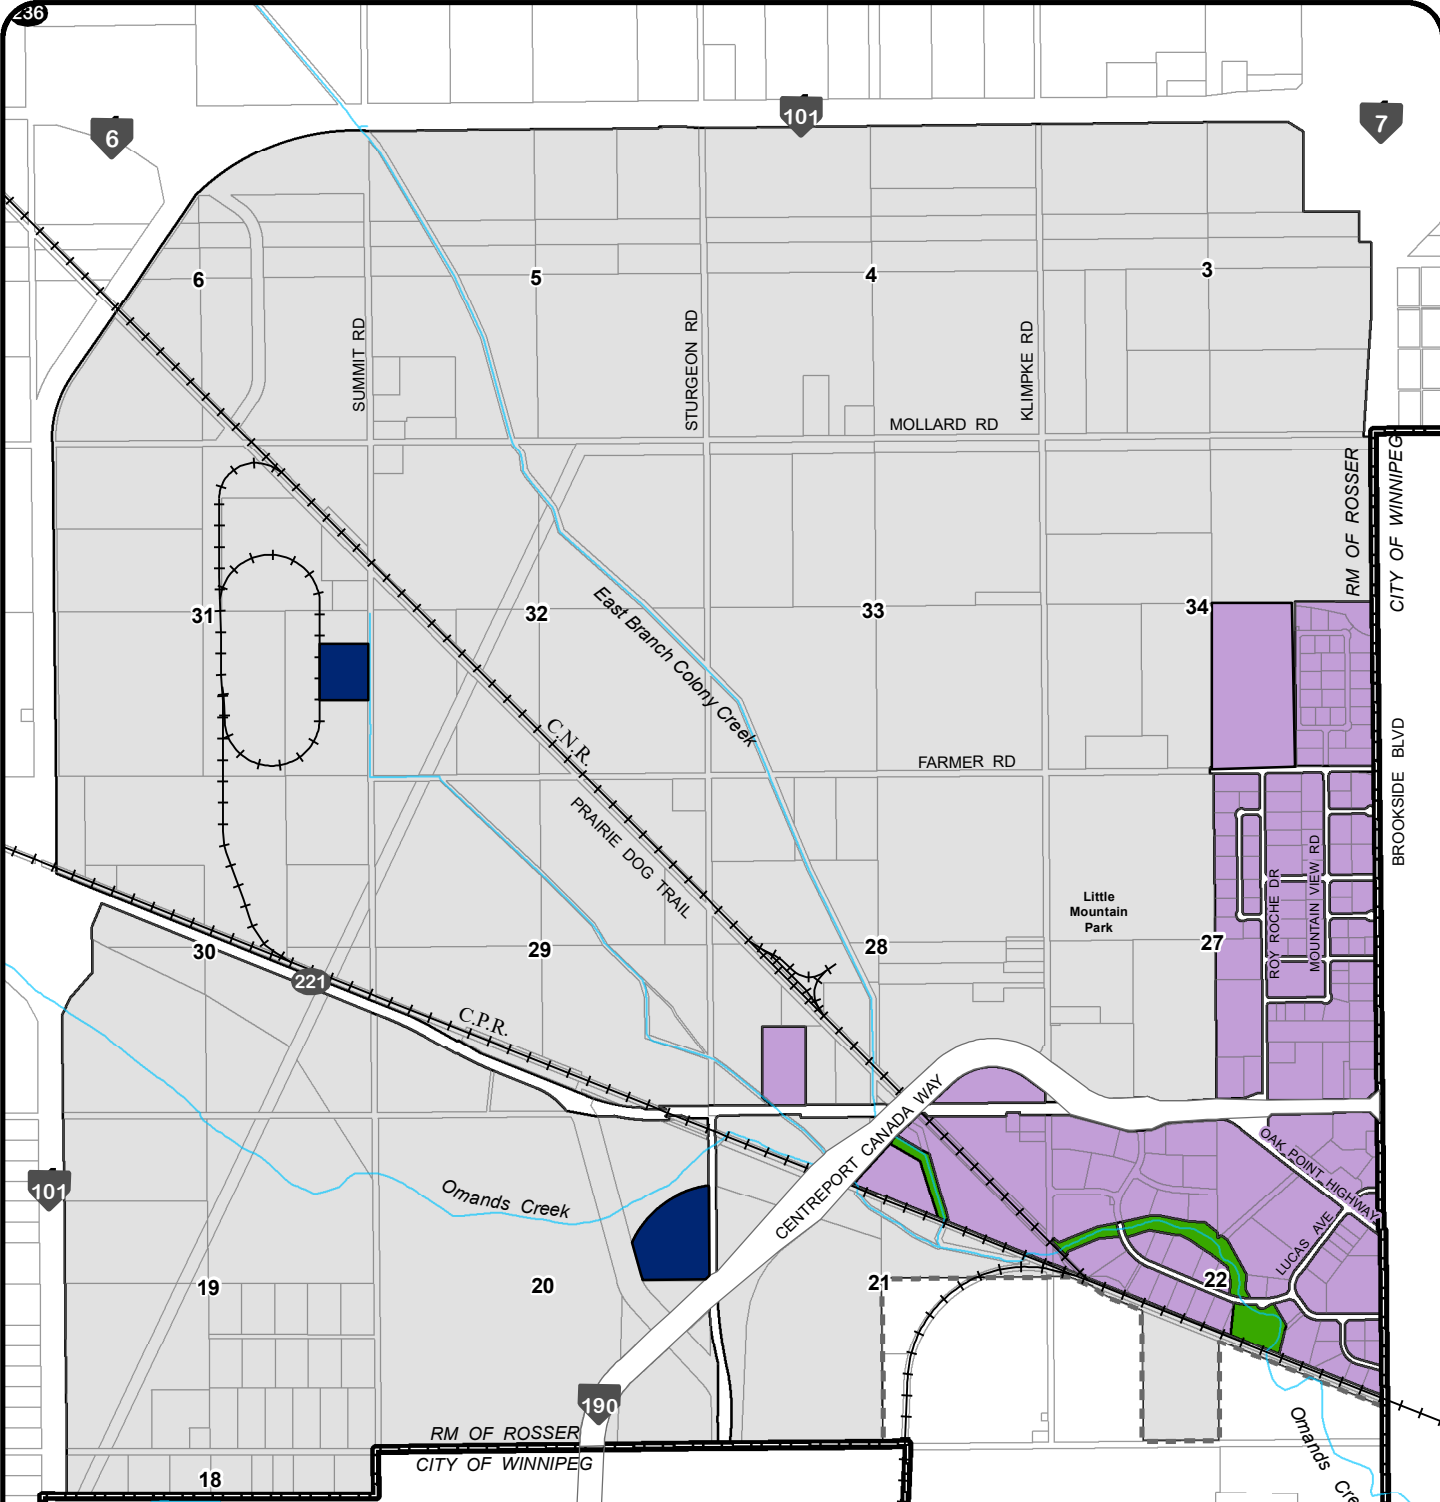 236
6
101
7
6
5
4
3
SUMMIT RD
STURGEON RD
KLIMPKE RD
MOLLARD RD
RM OF ROSSER
CITY OF WINNIPEG
31
32
33
34
East Branch Colony Creek
C.N.R.
FARMER RD
BROOKSIDE BLVD
PRAIRIE DOG TRAIL
Little
Mountain
Park
ROY ROCHE DR
MOUNTAIN VIEW RD
30
29
28
27
221
C.P.R.
CENTREPORT CANADA WAY
OAK POINT HIGHWAY
101
Omands Creek
LUCAS AVE
19
20
21
22
190
RM OF ROSSER
CITY OF WINNIPEG
18
Omands Cre